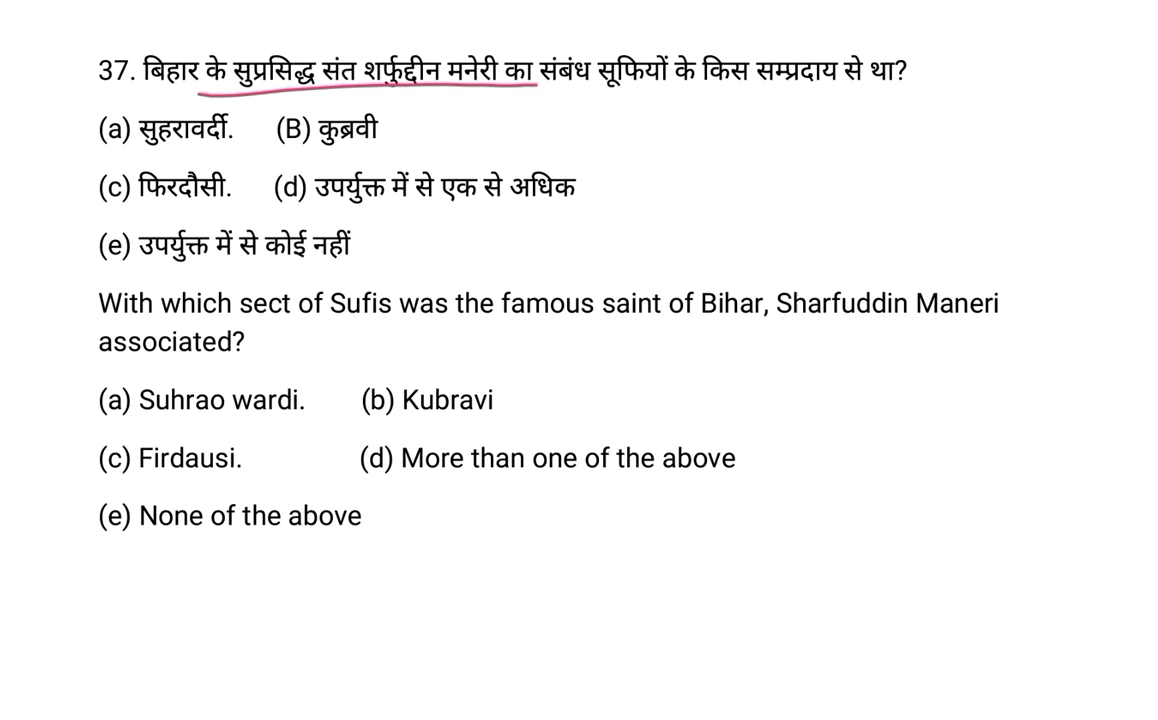 37. बिहार के सुप्रसिद्ध संत शर्फुद्दीन मनेरी का संबंध सूफियों के किस सम्प्रदाय से था?
(a) सुहरावर्दी. (B) कुब्रवी
(c) फिरदौसी. (d) उपर्युक्त में से एक से अधिक
(e) उपर्युक्त में से कोई नहीं
With which sect of Sufis was the famous saint of Bihar, Sharfuddin Maneri
associated?
(a) Suhrao wardi. (b) Kubravi
(c) Firdausi. (d) More than one of the above
(e) None of the above